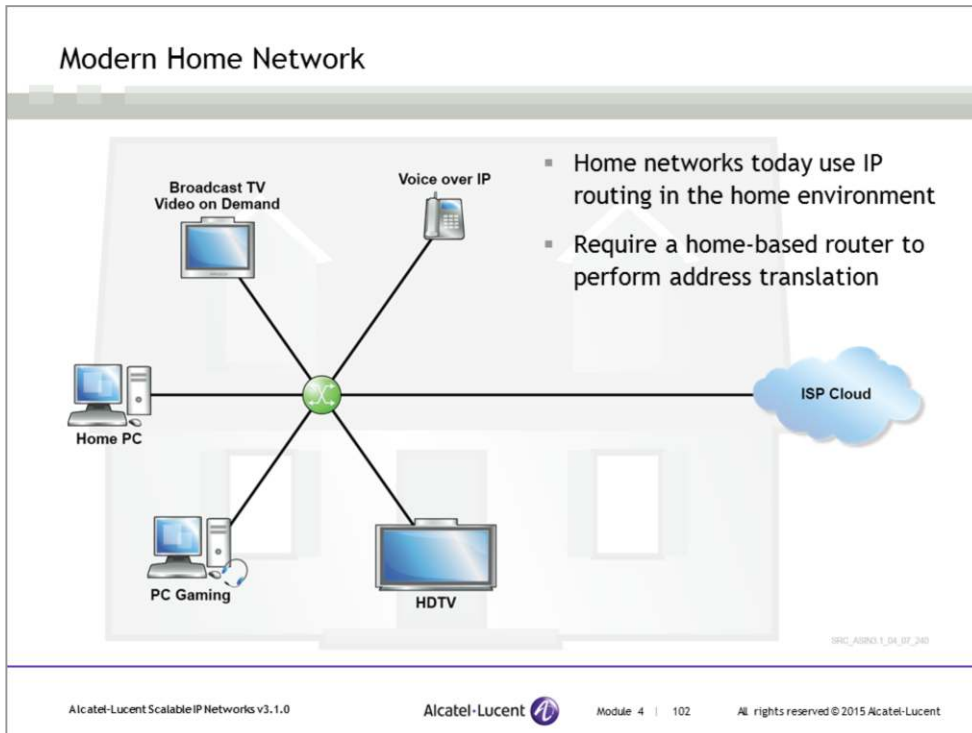 Modern Home Network
Broadcast TV
Video on Demand
Voice over IP
▪ Home networks today use IP
routing in the home environment
▪ Require a home-based router to
perform address translation
Home PC
ISP Cloud
PC Gaming
HDTV
SRC_ASIN3.1_04_07_240
Alcatel-Lucent Scalable IP Networks v3.1.0
Alcatel·Lucent
Module 4 | 102
All rights reserved © 2015 Alcatel-Lucent